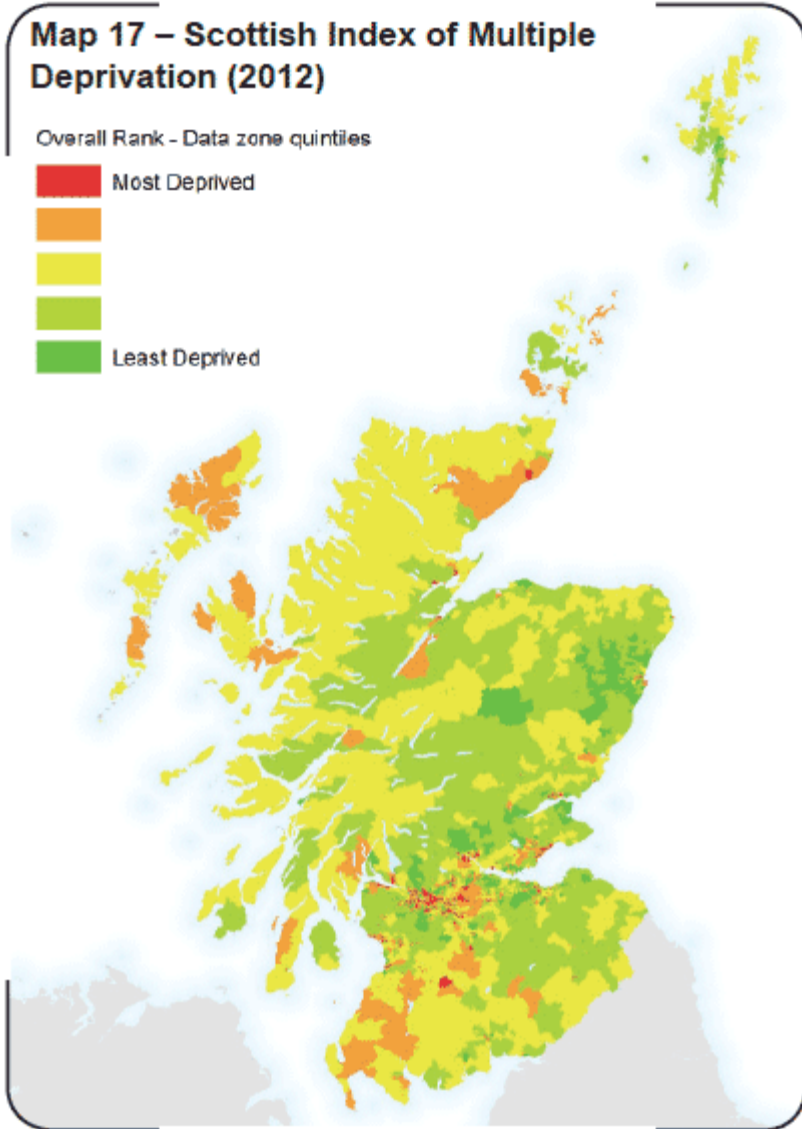 Map 17 – Scottish Index of Multiple
Deprivation (2012)
Overall Rank - Data zone quintiles
Most Deprived
Least Deprived